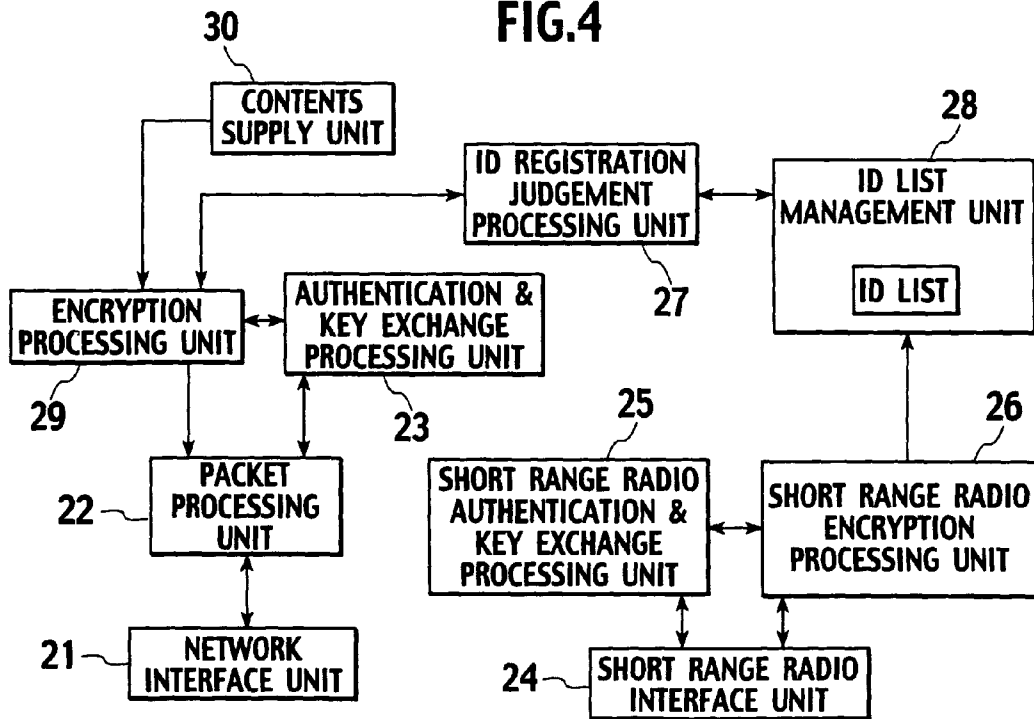 FIG.4
30
CONTENTS
SUPPLY UNIT
28
ID REGISTRATION
JUDGEMENT
PROCESSING UNIT
27
ID LIST
MANAGEMENT UNIT
ID LIST
ENCRYPTION
PROCESSING UNIT
29
AUTHENTICATION &
KEY EXCHANGE
PROCESSING UNIT
23
25
26
PACKET
PROCESSING
UNIT
22
SHORT RANGE RADIO
AUTHENTICATION &
KEY EXCHANGE
PROCESSING UNIT
SHORT RANGE RADIO
ENCRYPTION
PROCESSING UNIT
21
NETWORK
INTERFACE UNIT
24
SHORT RANGE RADIO
INTERFACE UNIT